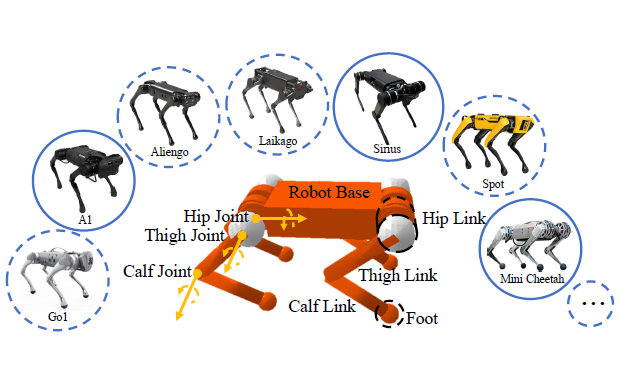 Aliengo
Laikago
Sirius
Spot
A1
Go1
Mini Cheetah
...
Robot Base
Hip Joint
Hip Link
Thigh Joint
Calf Joint
Thigh Link
Calf Link
Foot